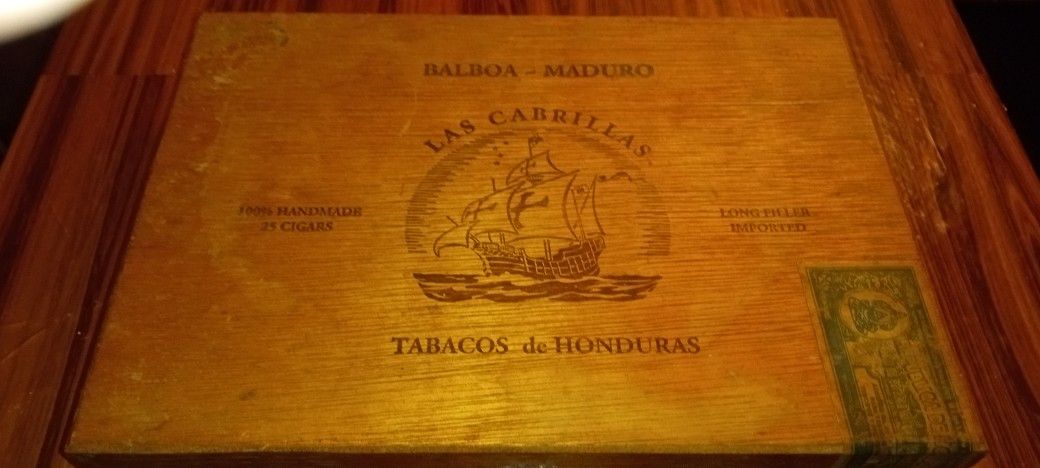 BALBOA - MADURO
LAS CABRILLAS
100% HANDMADE
25 CIGARS
LONG FILLER
IMPORTED
TABACOS de HONDURAS